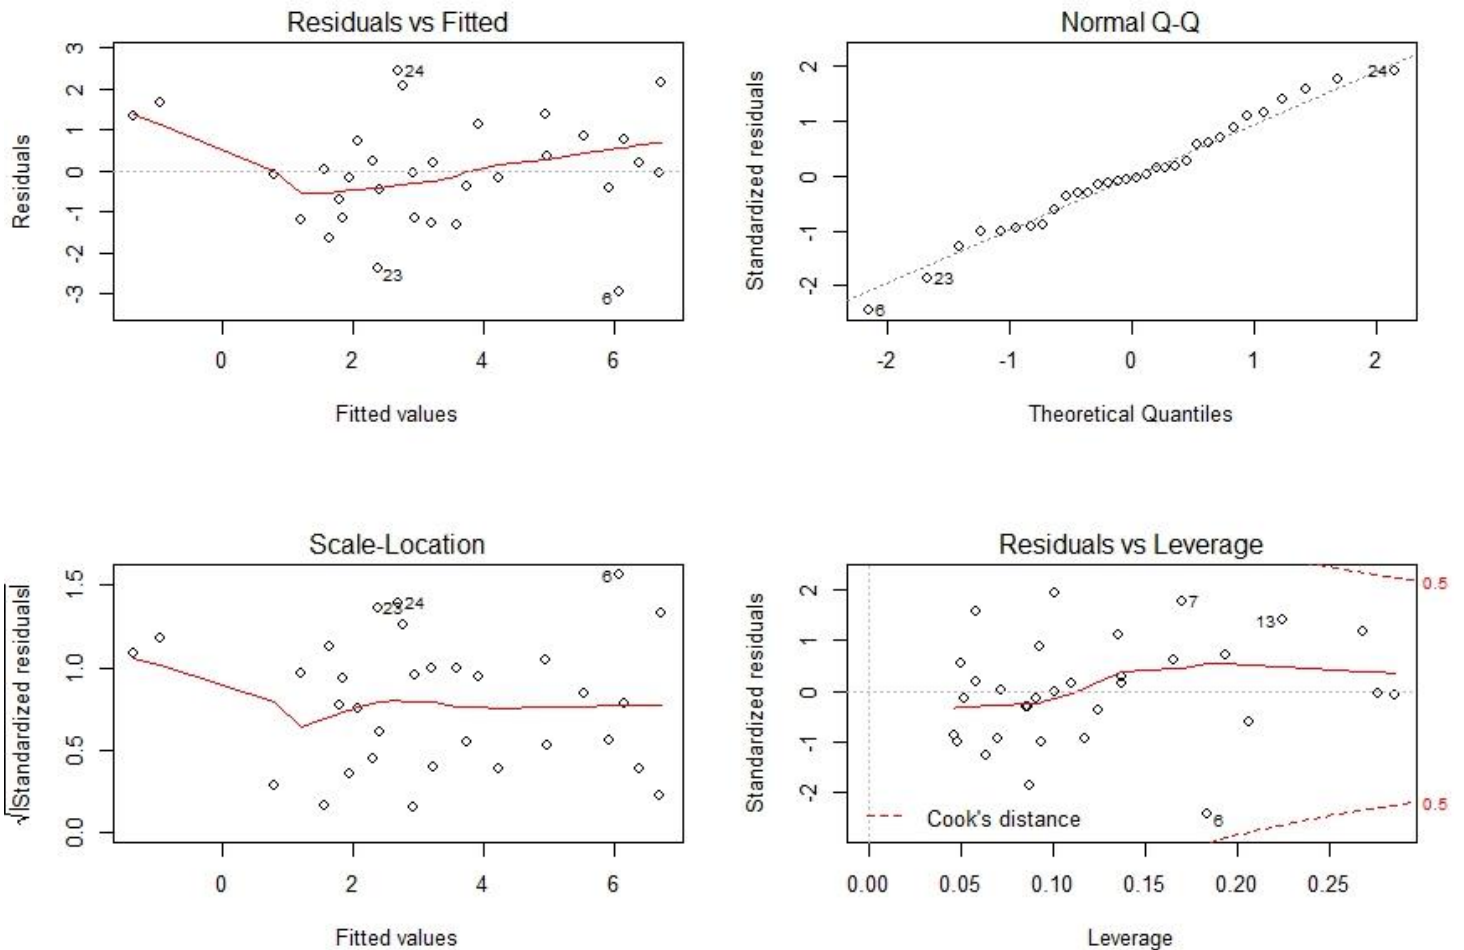 Residuals vs Fitted
Residuals
3
2
1
0
-1
-2
-3
24
23
6
0 2 4 6
Fitted values
Normal Q-Q
Standardized residuals
2
1
0
-1
-2
24
23
6
-2 -1 0 1 2
Theoretical Quantiles
Scale-Location
√|Standardized residuals|
1.5
1.0
0.5
0.0
6
23 24
0 2 4 6
Fitted values
Residuals vs Leverage
Standardized residuals
2
1
0
-1
-2
0.5
7
13
0.5
Cook's distance
6
0.00 0.05 0.10 0.15 0.20 0.25
Leverage